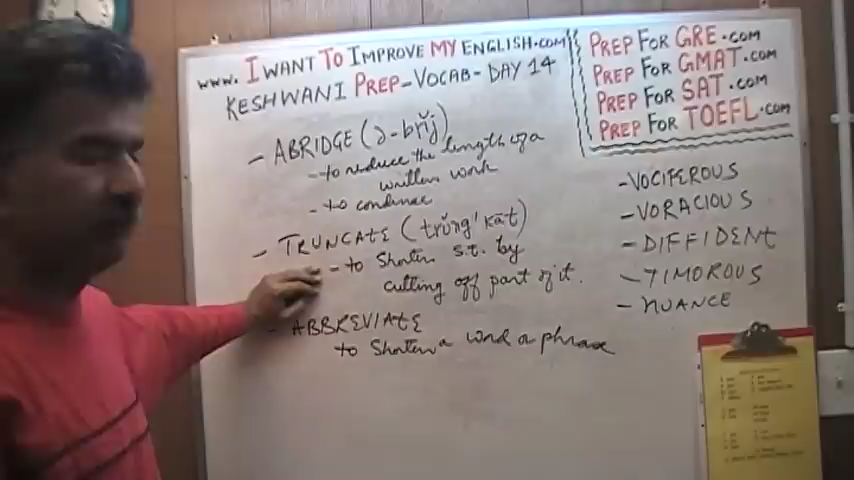 www. I WANT TO IMPROVE MY ENGLISH.COM
KESHWANI PREP-VOCAB-DAY 14
PREP FOR GRE.COM
PREP FOR GMAT.COM
PREP FOR SAT.COM
PREP FOR TOEFL.COM
- ABRIDGE (ə-brĭj)
- to reduce the length of a
written work
- to condense
- TRUNCATE (trŭng'kāt)
- to Shorten s.t. by
cutting off part of it.
- ABBREVIATE
to Shorten a word a phrase
- VOCIFEROUS
- VORACIOUS
- DIFFIDENT
- TIMOROUS
- NUANCE